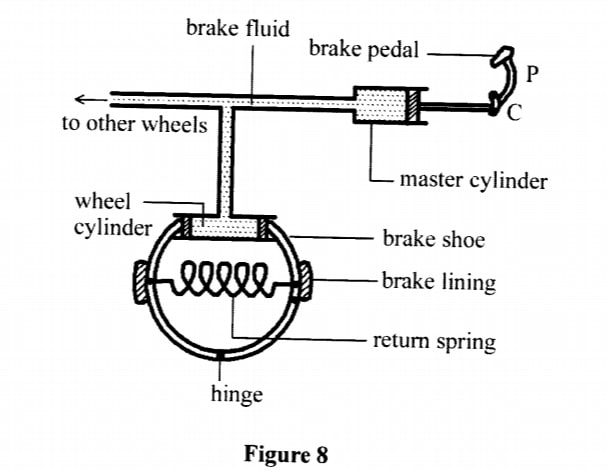 brake fluid
brake pedal
P
C
to other wheels
master cylinder
wheel
cylinder
brake shoe
brake lining
return spring
hinge
Figure 8